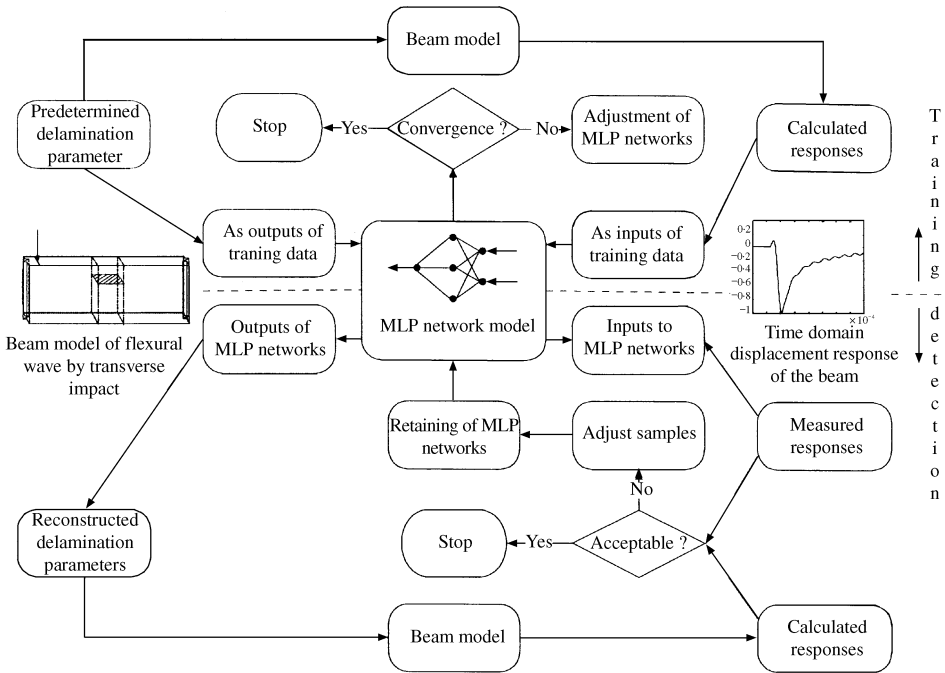 Beam model
Predetermined
delamination
parameter
Stop
Yes
Convergence ?
No
Adjustment of
MLP networks
Calculated
responses
Training
As outputs of
traning data
As inputs of
training data
MLP network model
0·2
0
−0·2
−0·4
−0·6
−0·8
−1
×10⁻⁴
Time domain
displacement response
of the beam
Beam model of flexural
wave by transverse
impact
Outputs of
MLP networks
Inputs to
MLP networks
detection
Retaining of MLP
networks
Adjust samples
Measured
responses
No
Reconstructed
delamination
parameters
Stop
Yes
Acceptable ?
Beam model
Calculated
responses